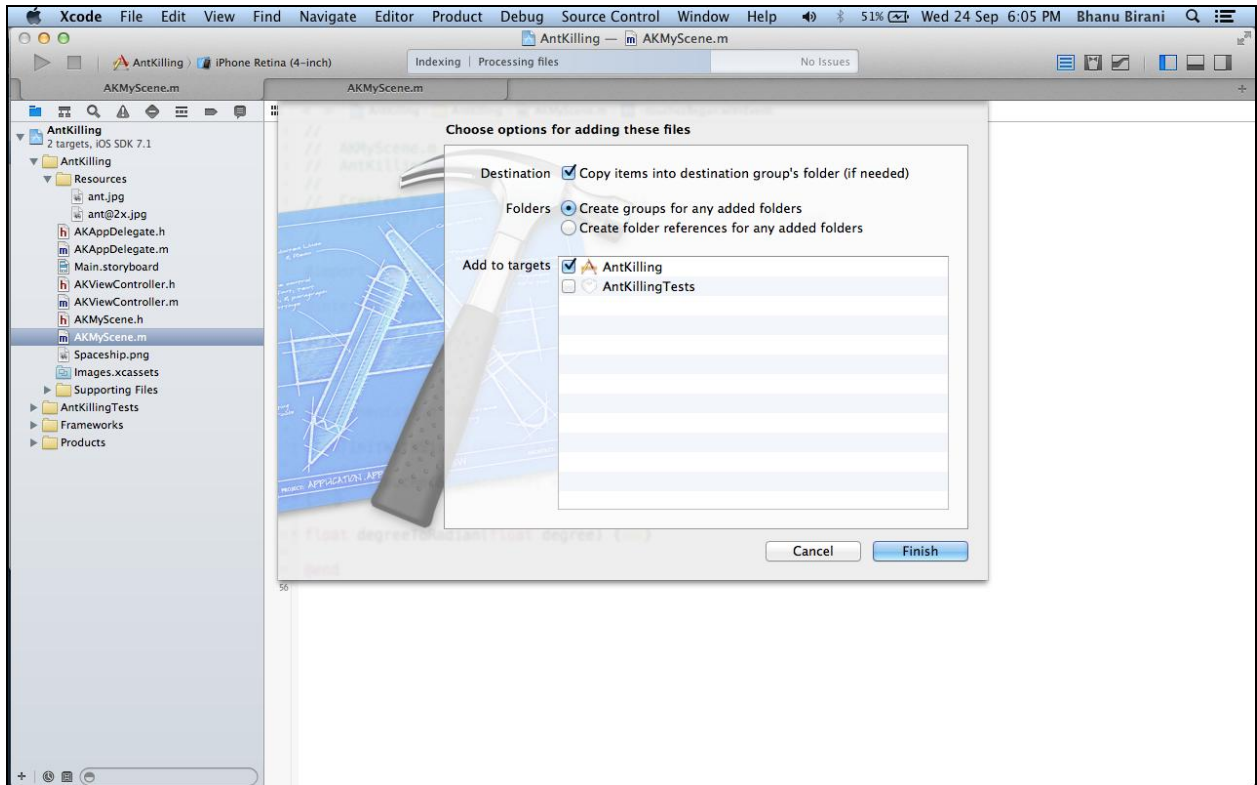 Xcode File Edit View Find Navigate Editor Product Debug Source Control Window Help 51% Wed 24 Sep 6:05 PM Bhanu Birani
AntKilling — AKMyScene.m
AntKilling iPhone Retina (4-inch) Indexing Processing files No Issues
AKMyScene.m AKMyScene.m
AntKilling
2 targets, iOS SDK 7.1
AntKilling
Resources
ant.jpg
ant@2x.jpg
AKAppDelegate.h
AKAppDelegate.m
Main.storyboard
AKViewController.h
AKViewController.m
AKMyScene.h
AKMyScene.m
Spaceship.png
Images.xcassets
Supporting Files
AntKillingTests
Frameworks
Products
Choose options for adding these files
Destination Copy items into destination group's folder (if needed)
Folders Create groups for any added folders
Create folder references for any added folders
Add to targets AntKilling
AntKillingTests
float degreeToRadian(float degree) {
@end
Cancel Finish
56